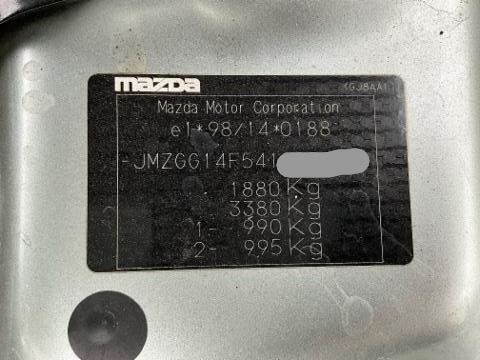 mazda
(GJ8AA)
Mazda Motor Corporation
e1*98/14*0188
-JMZGG14F541
1880 Kg
3380 Kg
1- 990 Kg
2- 995 Kg